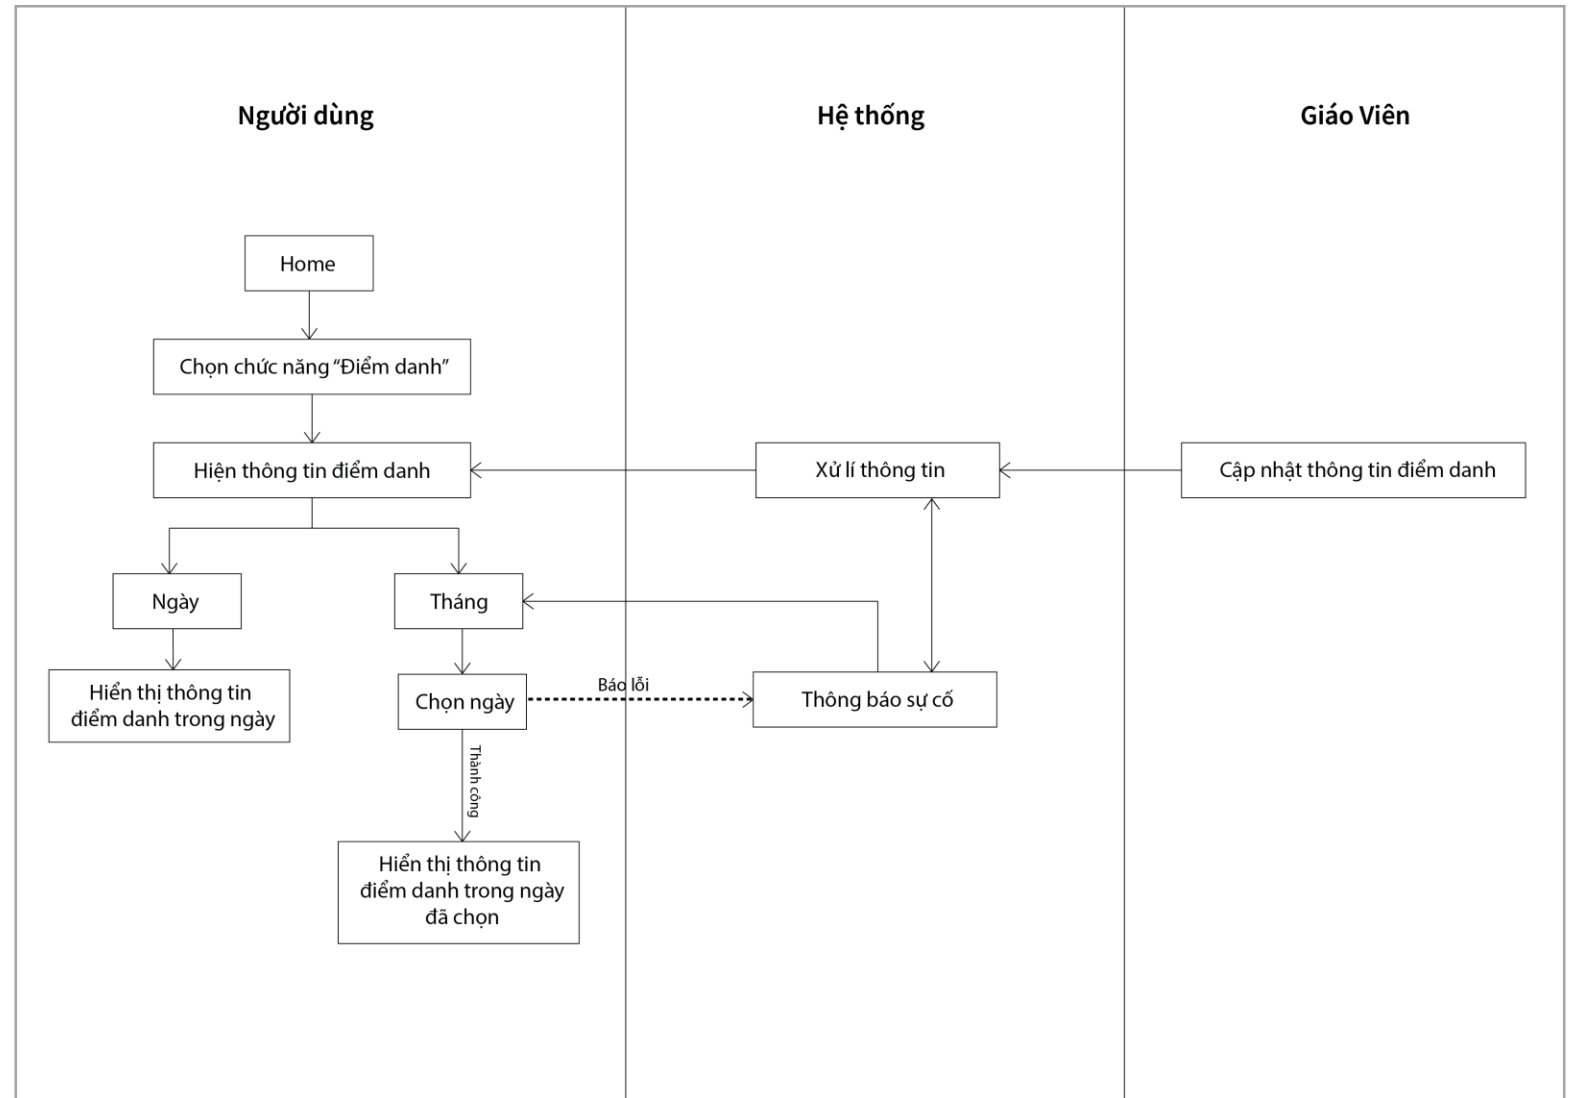 Người dùng
Hệ thống
Giáo Viên
Home
Chọn chức năng “Điểm danh”
Hiện thông tin điểm danh
Xử lí thông tin
Cập nhật thông tin điểm danh
Ngày
Tháng
Hiển thị thông tin
điểm danh trong ngày
Chọn ngày
Báo lỗi
Thông báo sự cố
Thành công
Hiển thị thông tin
điểm danh trong ngày
đã chọn